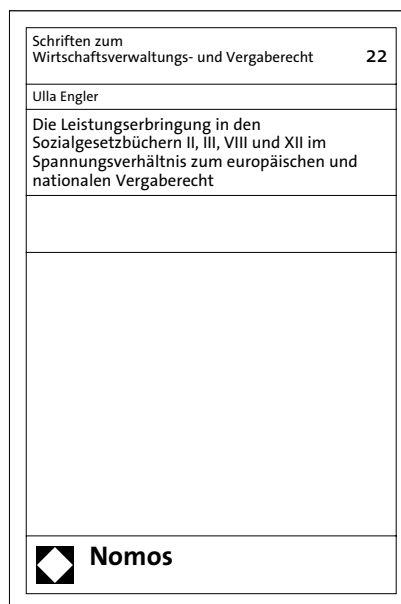 Schriften zum
Wirtschaftsverwaltungs- und Vergaberecht 22
Ulla Engler
Die Leistungserbringung in den
Sozialgesetzbüchern II, III, VIII und XII im
Spannungsverhältnis zum europäischen und
nationalen Vergaberecht
Nomos